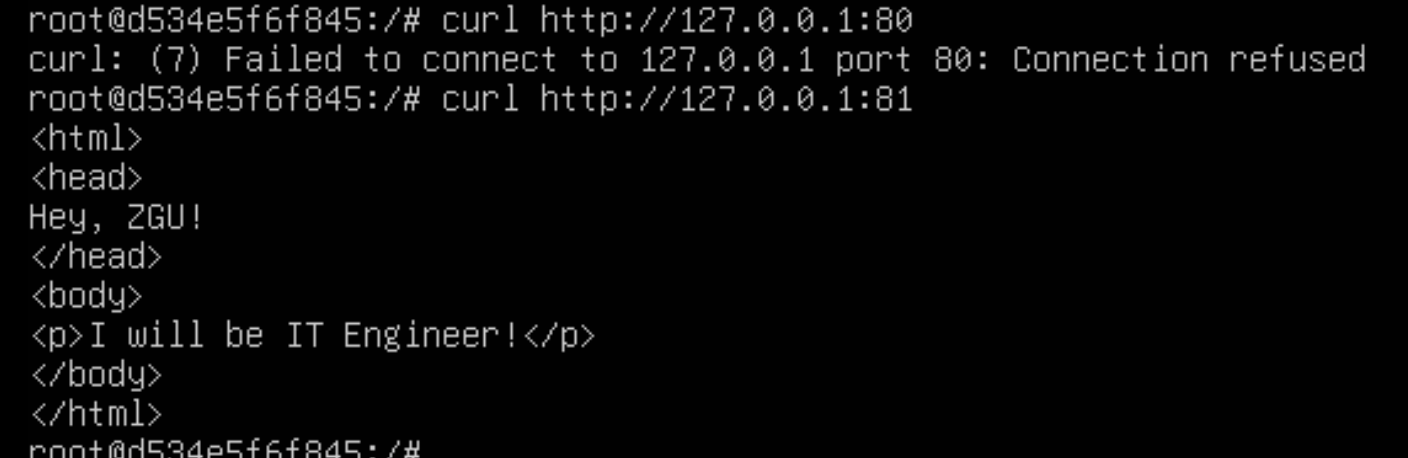 root@d534e5f6f845:/# curl http://127.0.0.1:80
curl: (7) Failed to connect to 127.0.0.1 port 80: Connection refused
root@d534e5f6f845:/# curl http://127.0.0.1:81
<html>
<head>
Hey, ZGU!
</head>
<body>
<p>I will be IT Engineer!</p>
</body>
</html>
root@d534e5f6f845:/#